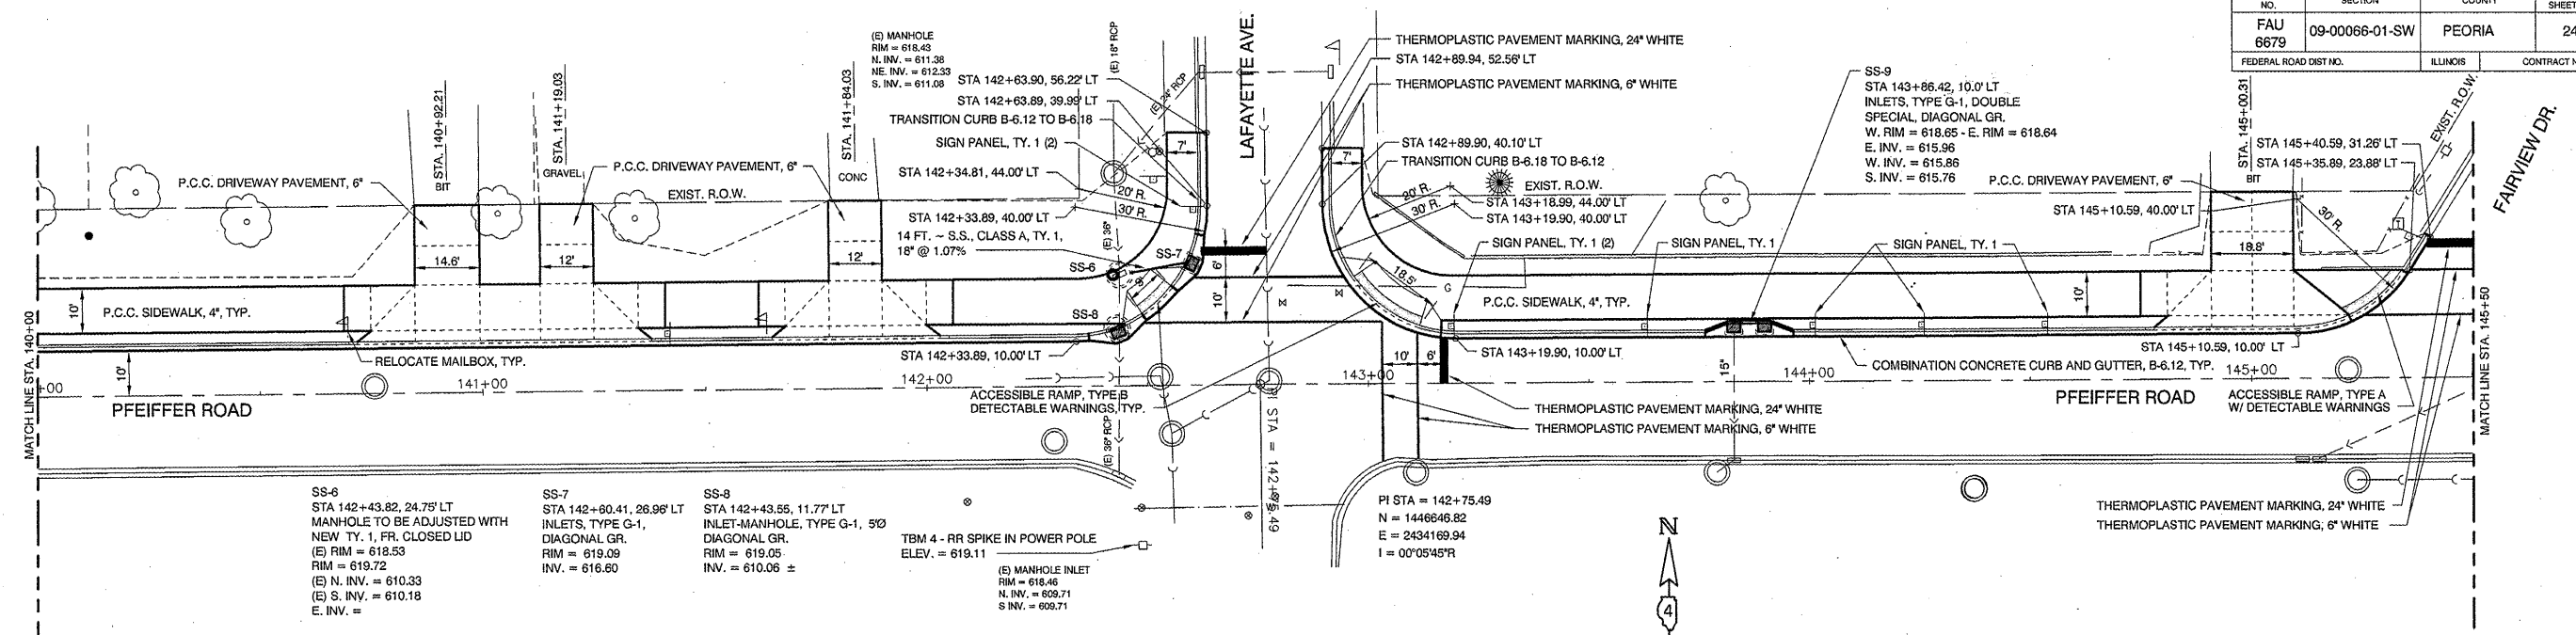 NO.
SECTION
COUNTY
SHEET
FAU
6679
09-00066-01-SW
PEORIA
24
FEDERAL ROAD DIST NO.
ILLINOIS
CONTRACT N
(E) MANHOLE
RIM = 618.43
N. INV. = 611.38
NE. INV. = 612.33
S. INV. = 611.08
STA 142+63.90, 56.22' LT
STA 142+63.89, 39.99' LT
TRANSITION CURB B-6.12 TO B-6.18
SIGN PANEL, TY. 1 (2)
STA 142+34.81, 44.00' LT
STA 142+33.89, 40.00' LT
14 FT. ~ S.S., CLASS A, TY. 1,
18" @ 1.07%
(E) 24" RCP
(E) 36"
(E) 36" RCP
LAFAYETTE AVE.
THERMOPLASTIC PAVEMENT MARKING, 24" WHITE
STA 142+89.94, 52.56' LT
THERMOPLASTIC PAVEMENT MARKING, 6" WHITE
STA 142+89.90, 40.10' LT
TRANSITION CURB B-6.18 TO B-6.12
EXIST. R.O.W.
STA 143+18.99, 44.00' LT
STA 143+19.90, 40.00' LT
SIGN PANEL, TY. 1 (2)
SIGN PANEL, TY. 1
SIGN PANEL, TY. 1
SS-9
STA 143+86.42, 10.0' LT
INLETS, TYPE G-1, DOUBLE
SPECIAL, DIAGONAL GR.
W. RIM = 618.65 - E. RIM = 618.64
E. INV. = 615.96
W. INV. = 615.86
S. INV. = 615.76
P.C.C. DRIVEWAY PAVEMENT, 6"
STA 145+10.59, 40.00' LT
STA. 145+00.31
BIT
STA 145+40.59, 31.26' LT
STA 145+35.89, 23.88' LT
EXIST. R.O.W.
FAIRVIEW DR.
30' R.
18.8'
STA. 140+92.21
BIT
STA. 141+19.03
GRAVEL
STA. 141+84.03
CONC
P.C.C. DRIVEWAY PAVEMENT, 6"
P.C.C. DRIVEWAY PAVEMENT, 6"
EXIST. R.O.W.
14.6'
12'
12'
7'
20' R.
30' R.
7'
20' R.
30' R.
SS-6
SS-7
SS-8
6'
10'
18.5'
G
10'
P.C.C. SIDEWALK, 4", TYP.
P.C.C. SIDEWALK, 4", TYP.
10'
RELOCATE MAILBOX, TYP.
STA 142+33.89, 10.00' LT
10'
6'
STA 143+19.90, 10.00' LT
15"
COMBINATION CONCRETE CURB AND GUTTER, B-6.12, TYP.
STA 145+10.59, 10.00' LT
MATCH LINE STA. 140+00
10'
+00
141+00
142+00
143+00
144+00
145+00
MATCH LINE STA. 145+50
PFEIFFER ROAD
PFEIFFER ROAD
ACCESSIBLE RAMP, TYPE B
DETECTABLE WARNINGS, TYP.
THERMOPLASTIC PAVEMENT MARKING, 24" WHITE
THERMOPLASTIC PAVEMENT MARKING, 6" WHITE
ACCESSIBLE RAMP, TYPE A
W/ DETECTABLE WARNINGS
SS-6
STA 142+43.82, 24.75' LT
MANHOLE TO BE ADJUSTED WITH
NEW TY. 1, FR. CLOSED LID
(E) RIM = 618.53
RIM = 619.72
(E) N. INV. = 610.33
(E) S. INV. = 610.18
E. INV. =
SS-7
STA 142+60.41, 26.96' LT
INLETS, TYPE G-1,
DIAGONAL GR.
RIM = 619.09
INV. = 616.60
SS-8
STA 142+43.55, 11.77' LT
INLET-MANHOLE, TYPE G-1, 5'Ø
DIAGONAL GR.
RIM = 619.05
INV. = 610.06 ±
TBM 4 - RR SPIKE IN POWER POLE
ELEV. = 619.11
(E) MANHOLE INLET
RIM = 618.46
N. INV. = 609.71
S INV. = 609.71
PI STA = 142+75.49
N = 1446646.82
E = 2434169.94
I = 00°05'45"R
N
4
THERMOPLASTIC PAVEMENT MARKING, 24" WHITE
THERMOPLASTIC PAVEMENT MARKING, 6" WHITE